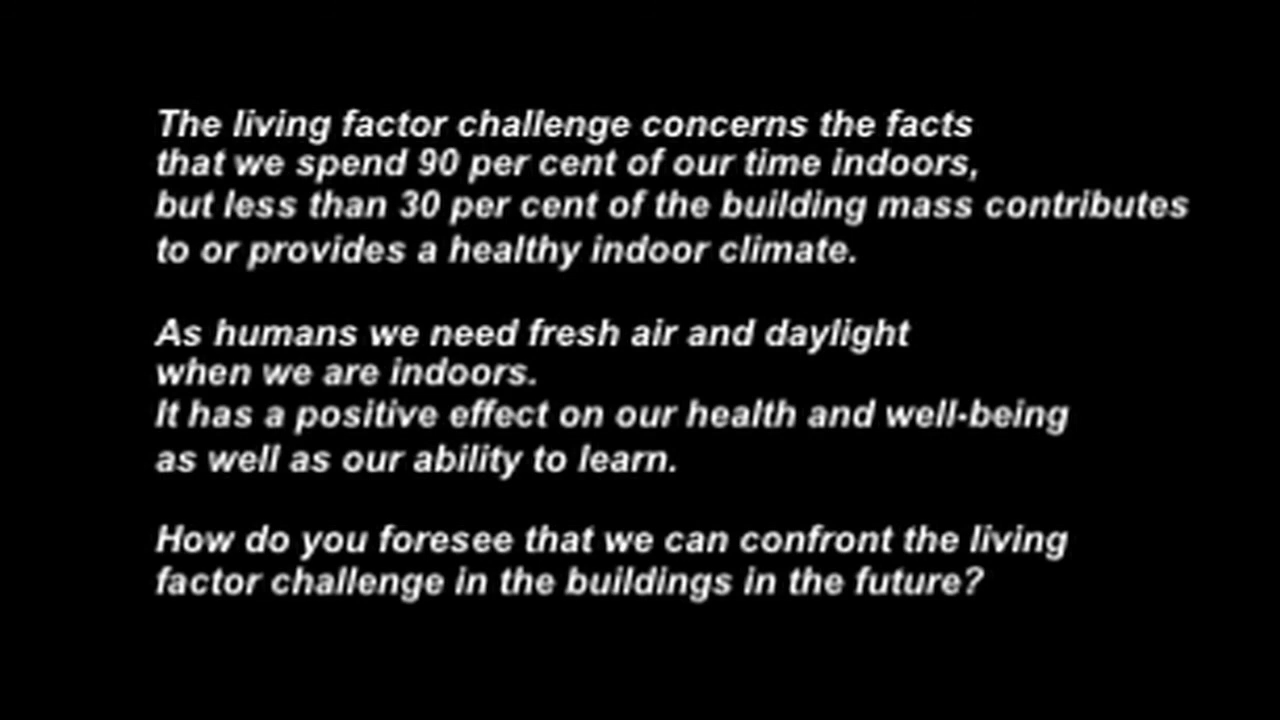 The living factor challenge concerns the facts
that we spend 90 per cent of our time indoors,
but less than 30 per cent of the building mass contributes
to or provides a healthy indoor climate.
As humans we need fresh air and daylight
when we are indoors.
It has a positive effect on our health and well-being
as well as our ability to learn.
How do you foresee that we can confront the living
factor challenge in the buildings in the future?